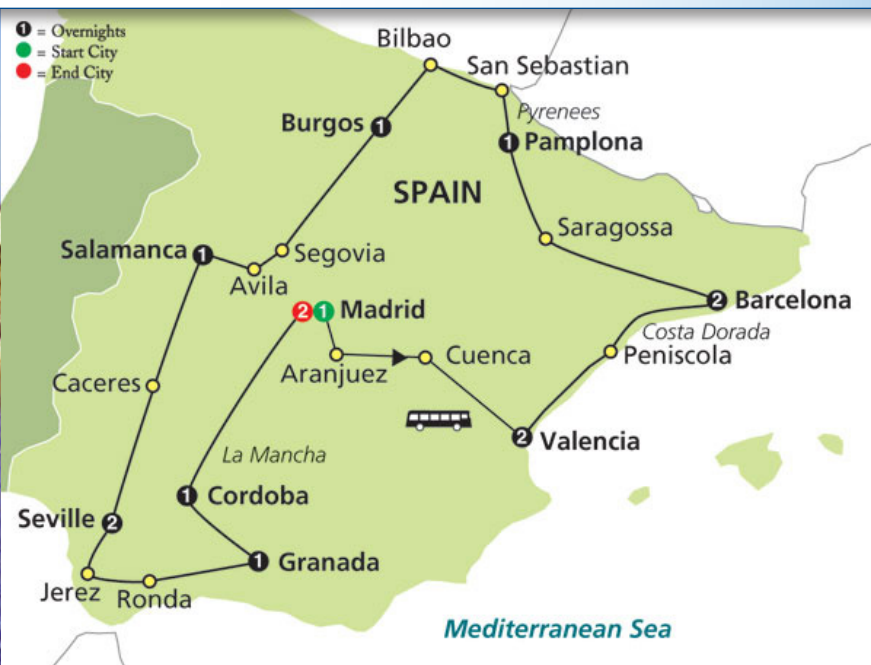 1 = Overnights
= Start City
= End City
Bilbao
San Sebastian
Pyrenees
Burgos 1
1 Pamplona
SPAIN
Saragossa
Salamanca 1
Segovia
Avila
2 1 Madrid
2 Barcelona
Costa Dorada
Aranjuez
Cuenca
Peniscola
Caceres
2 Valencia
La Mancha
1 Cordoba
Seville 2
1 Granada
Jerez
Ronda
Mediterranean Sea